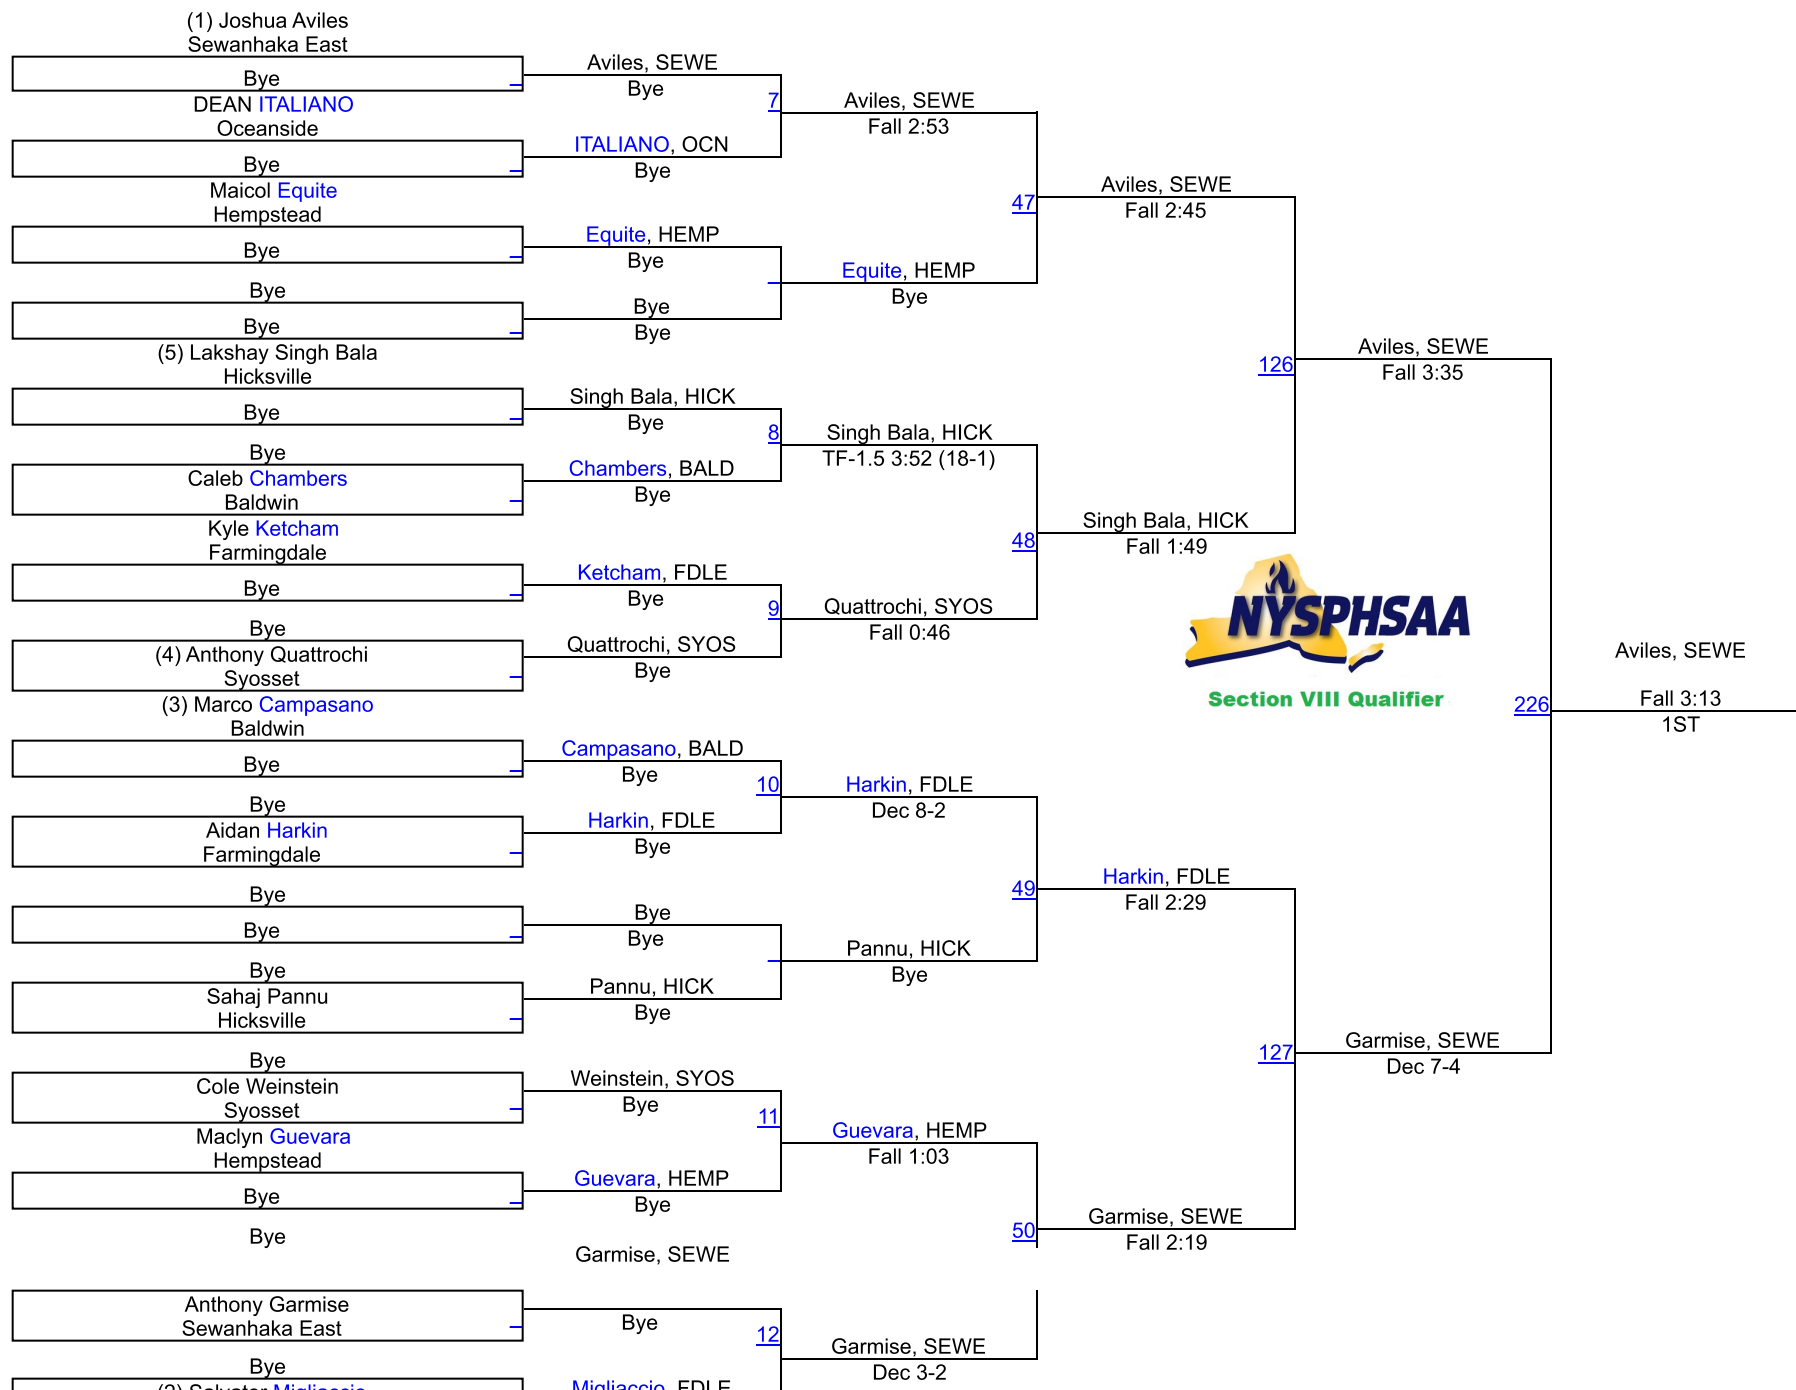 (1) Joshua Aviles
Sewanhaka East
Bye
DEAN ITALIANO
Oceanside
Bye
Maicol Equite
Hempstead
Bye
Bye
Bye
(5) Lakshay Singh Bala
Hicksville
Bye
Bye
Caleb Chambers
Baldwin
Kyle Ketcham
Farmingdale
Bye
Bye
(4) Anthony Quattrochi
Syosset
(3) Marco Campasano
Baldwin
Bye
Bye
Aidan Harkin
Farmingdale
Bye
Bye
Bye
Sahaj Pannu
Hicksville
Bye
Cole Weinstein
Syosset
Maclyn Guevara
Hempstead
Bye
Bye
Anthony Garmise
Sewanhaka East
Bye
(2) Salvator Migliaccio
Aviles, SEWE
Bye
7
ITALIANO, OCN
Bye
Equite, HEMP
Bye
Bye
Bye
Singh Bala, HICK
Bye
8
Chambers, BALD
Bye
Ketcham, FDLE
Bye
9
Quattrochi, SYOS
Bye
Campasano, BALD
Bye
10
Harkin, FDLE
Bye
Bye
Bye
Pannu, HICK
Bye
Weinstein, SYOS
Bye
11
Guevara, HEMP
Bye
Garmise, SEWE
Bye
12
Migliaccio, FDLE
Aviles, SEWE
Fall 2:53
47
Equite, HEMP
Bye
Singh Bala, HICK
TF-1.5 3:52 (18-1)
48
Quattrochi, SYOS
Fall 0:46
Harkin, FDLE
Dec 8-2
49
Pannu, HICK
Bye
Guevara, HEMP
Fall 1:03
50
Garmise, SEWE
Dec 3-2
Aviles, SEWE
Fall 2:45
126
Singh Bala, HICK
Fall 1:49
NYSPHSAA
Section VIII Qualifier
Harkin, FDLE
Fall 2:29
127
Garmise, SEWE
Fall 2:19
Aviles, SEWE
Fall 3:35
226
Garmise, SEWE
Dec 7-4
Aviles, SEWE
Fall 3:13
1ST